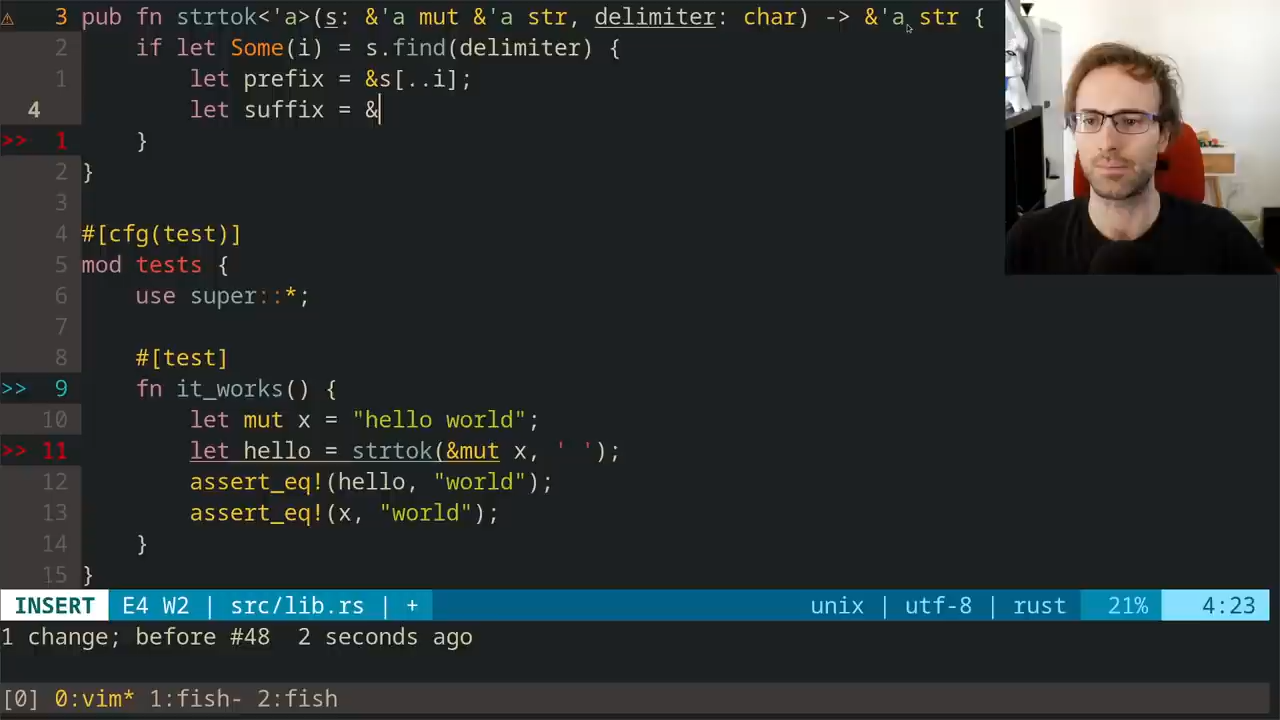 ⚠ 3 pub fn strtok<'a>(s: &'a mut &'a str, delimiter: char) -> &'a str {
2 if let Some(i) = s.find(delimiter) {
1 let prefix = &s[..i];
4 let suffix = &
>> 1 }
2 }
3
4 #[cfg(test)]
5 mod tests {
6 use super::*;
7
8 #[test]
>> 9 fn it_works() {
10 let mut x = "hello world";
>> 11 let hello = strtok(&mut x, ' ');
12 assert_eq!(hello, "world");
13 assert_eq!(x, "world");
14 }
15 }
INSERT E4 W2 | src/lib.rs | + unix | utf-8 | rust 21% 4:23
1 change; before #48 2 seconds ago
[0] 0:vim* 1:fish- 2:fish